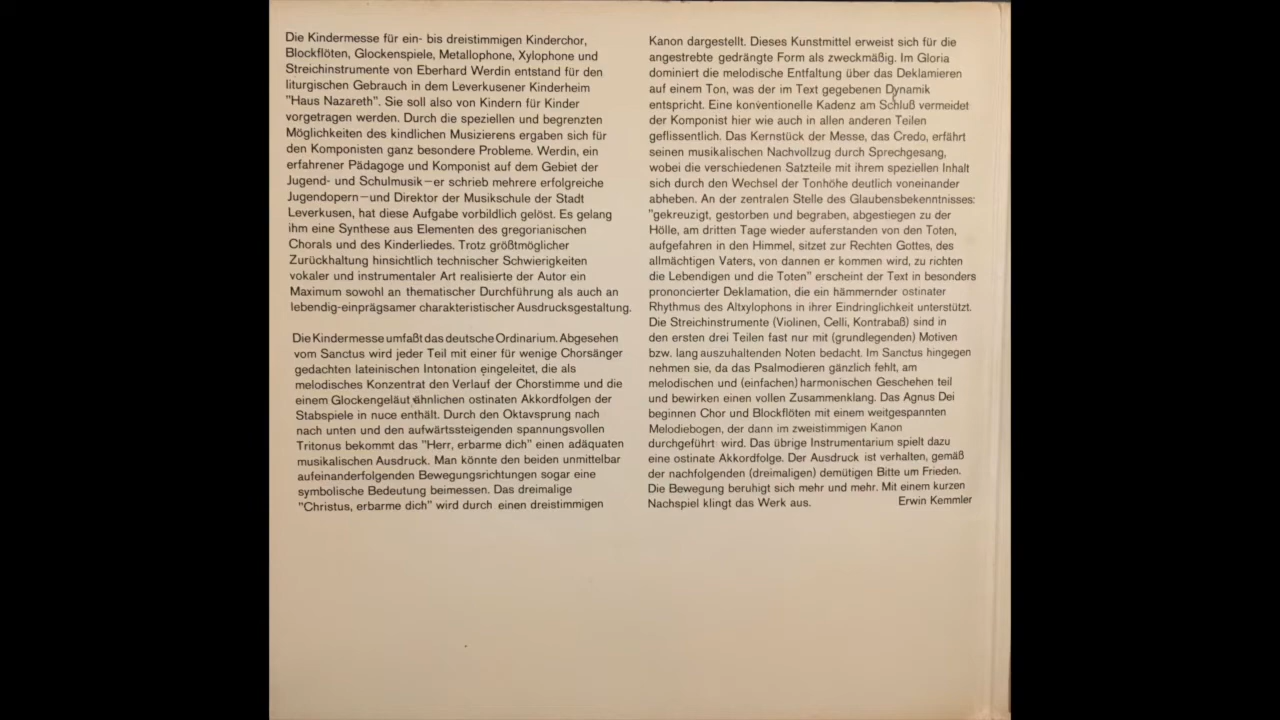 Die Kindermesse für ein- bis dreistimmigen Kinderchor,
Blockflöten, Glockenspiele, Metallophone, Xylophone und
Streichinstrumente von Eberhard Werdin entstand für den
liturgischen Gebrauch in dem Leverkusener Kinderheim
"Haus Nazareth". Sie soll also von Kindern für Kinder
vorgetragen werden. Durch die speziellen und begrenzten
Möglichkeiten des kindlichen Musizierens ergaben sich für
den Komponisten ganz besondere Probleme. Werdin, ein
erfahrener Pädagoge und Komponist auf dem Gebiet der
Jugend- und Schulmusik—er schrieb mehrere erfolgreiche
Jugendopern—und Direktor der Musikschule der Stadt
Leverkusen, hat diese Aufgabe vorbildlich gelöst. Es gelang
ihm eine Synthese aus Elementen des gregorianischen
Chorals und des Kinderliedes. Trotz größtmöglicher
Zurückhaltung hinsichtlich technischer Schwierigkeiten
vokaler und instrumentaler Art realisierte der Autor ein
Maximum sowohl an thematischer Durchführung als auch an
lebendig-einprägsamer charakteristischer Ausdrucksgestaltung.
Die Kindermesse umfaßt das deutsche Ordinarium. Abgesehen
vom Sanctus wird jeder Teil mit einer für wenige Chorsänger
gedachten lateinischen Intonation eingeleitet, die als
melodisches Konzentrat den Verlauf der Chorstimme und die
einem Glockengeläut ähnlichen ostinaten Akkordfolgen der
Stabspiele in nuce enthält. Durch den Oktavsprung nach
nach unten und den aufwärtssteigenden spannungsvollen
Tritonus bekommt das "Herr, erbarme dich" einen adäquaten
musikalischen Ausdruck. Man könnte den beiden unmittelbar
aufeinanderfolgenden Bewegungsrichtungen sogar eine
symbolische Bedeutung beimessen. Das dreimalige
"Christus, erbarme dich" wird durch einen dreistimmigen
Kanon dargestellt. Dieses Kunstmittel erweist sich für die
angestrebte gedrängte Form als zweckmäßig. Im Gloria
dominiert die melodische Entfaltung über das Deklamieren
auf einem Ton, was der im Text gegebenen Dynamik
entspricht. Eine konventionelle Kadenz am Schluß vermeidet
der Komponist hier wie auch in allen anderen Teilen
geflissentlich. Das Kernstück der Messe, das Credo, erfährt
seinen musikalischen Nachvollzug durch Sprechgesang,
wobei die verschiedenen Satzteile mit ihrem speziellen Inhalt
sich durch den Wechsel der Tonhöhe deutlich voneinander
abheben. An der zentralen Stelle des Glaubensbekenntnisses:
"gekreuzigt, gestorben und begraben, abgestiegen zu der
Hölle, am dritten Tage wieder auferstanden von den Toten,
aufgefahren in den Himmel, sitzet zur Rechten Gottes, des
allmächtigen Vaters, von dannen er kommen wird, zu richten
die Lebendigen und die Toten" erscheint der Text in besonders
prononcierter Deklamation, die ein hämmernder ostinater
Rhythmus des Altxylophons in ihrer Eindringlichkeit unterstützt.
Die Streichinstrumente (Violinen, Celli, Kontrabaß) sind in
den ersten drei Teilen fast nur mit (grundlegenden) Motiven
bzw. lang auszuhaltenden Noten bedacht. Im Sanctus hingegen
nehmen sie, da das Psalmodieren gänzlich fehlt, am
melodischen und (einfachen) harmonischen Geschehen teil
und bewirken einen vollen Zusammenklang. Das Agnus Dei
beginnen Chor und Blockflöten mit einem weitgespannten
Melodiebogen, der dann im zweistimmigen Kanon
durchgeführt wird. Das übrige Instrumentarium spielt dazu
eine ostinate Akkordfolge. Der Ausdruck ist verhalten, gemäß
der nachfolgenden (dreimaligen) demütigen Bitte um Frieden.
Die Bewegung beruhigt sich mehr und mehr. Mit einem kurzen
Nachspiel klingt das Werk aus. Erwin Kemmler